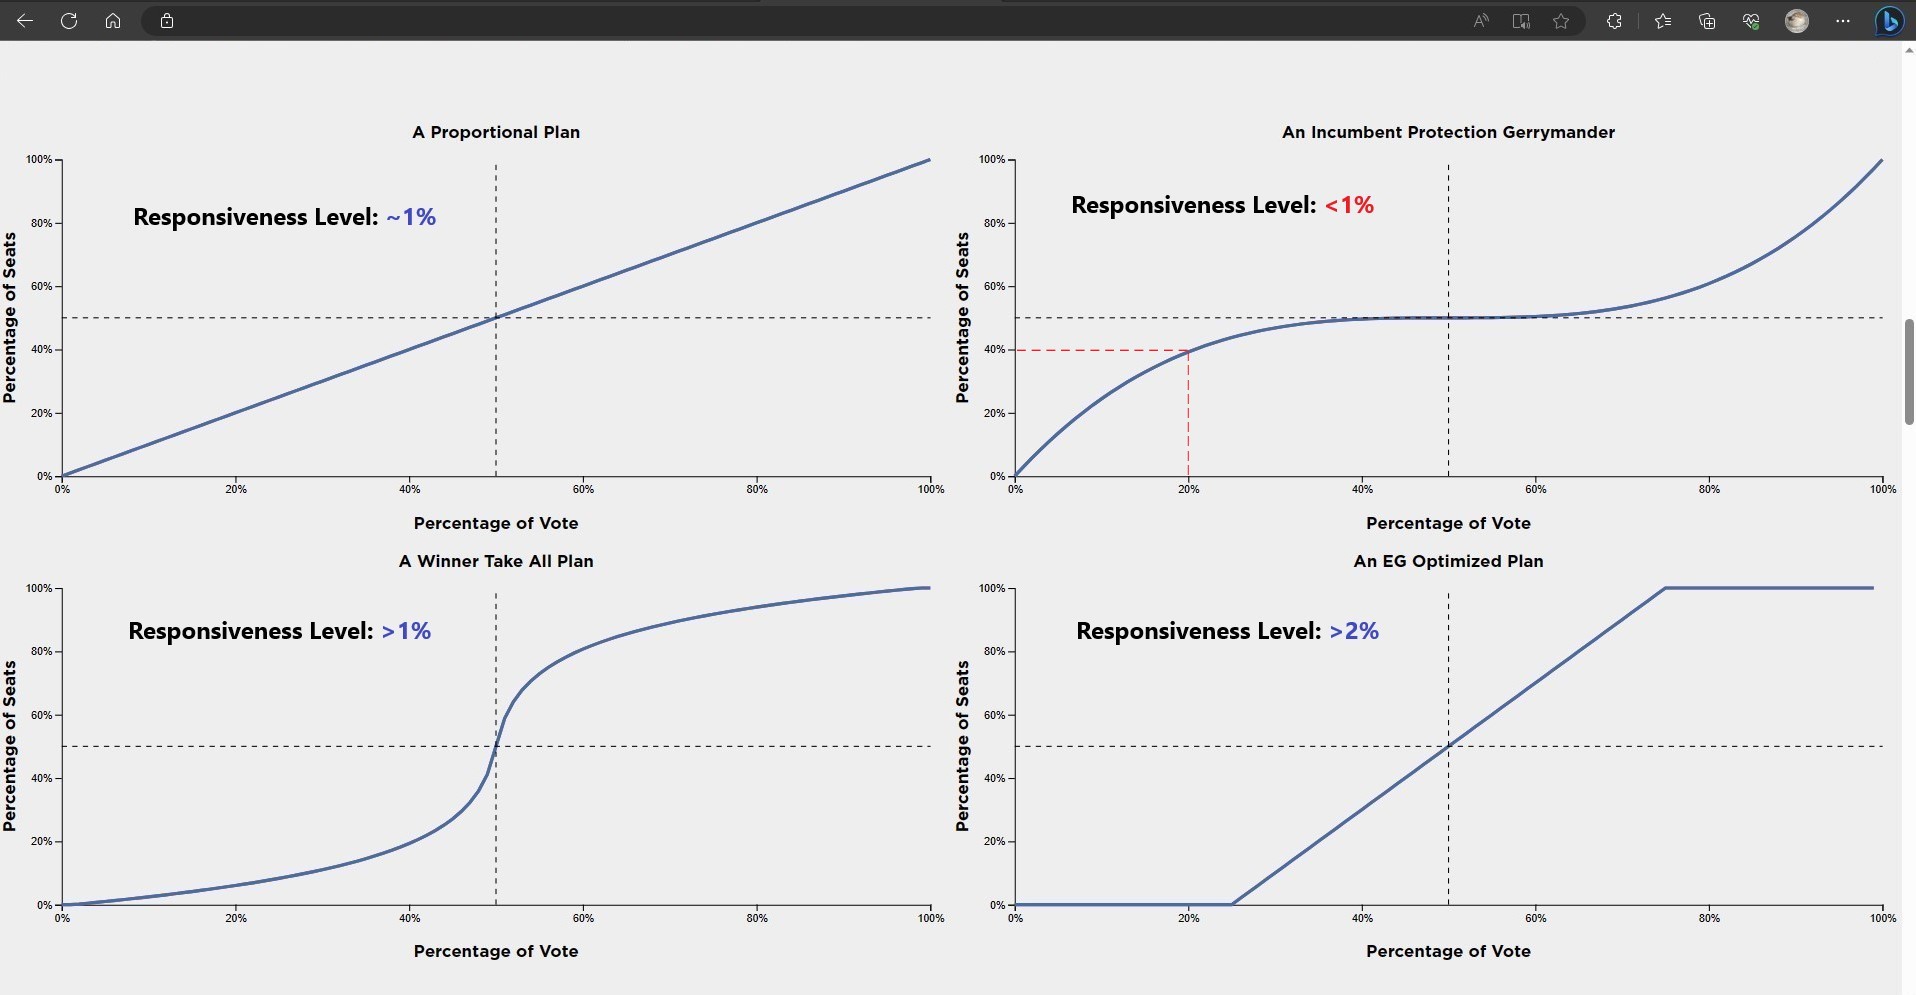 A Proportional Plan
Responsiveness Level: ~1%
Percentage of Seats
100%
80%
60%
40%
20%
0%
0% 20% 40% 60% 80% 100%
Percentage of Vote
An Incumbent Protection Gerrymander
Responsiveness Level: <1%
Percentage of Seats
100%
80%
60%
40%
20%
0%
0% 20% 40% 60% 80% 100%
Percentage of Vote
A Winner Take All Plan
Responsiveness Level: >1%
Percentage of Seats
100%
80%
60%
40%
20%
0%
0% 20% 40% 60% 80% 100%
Percentage of Vote
An EG Optimized Plan
Responsiveness Level: >2%
Percentage of Seats
100%
80%
60%
40%
20%
0%
0% 20% 40% 60% 80% 100%
Percentage of Vote